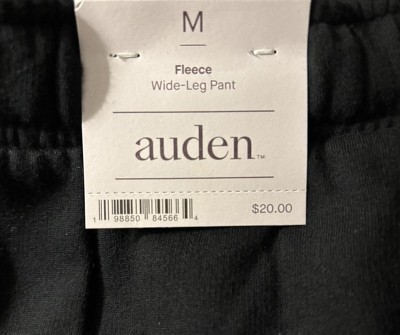 M
Fleece
Wide-Leg Pant
auden™
1 98850 84566 4
$20.00